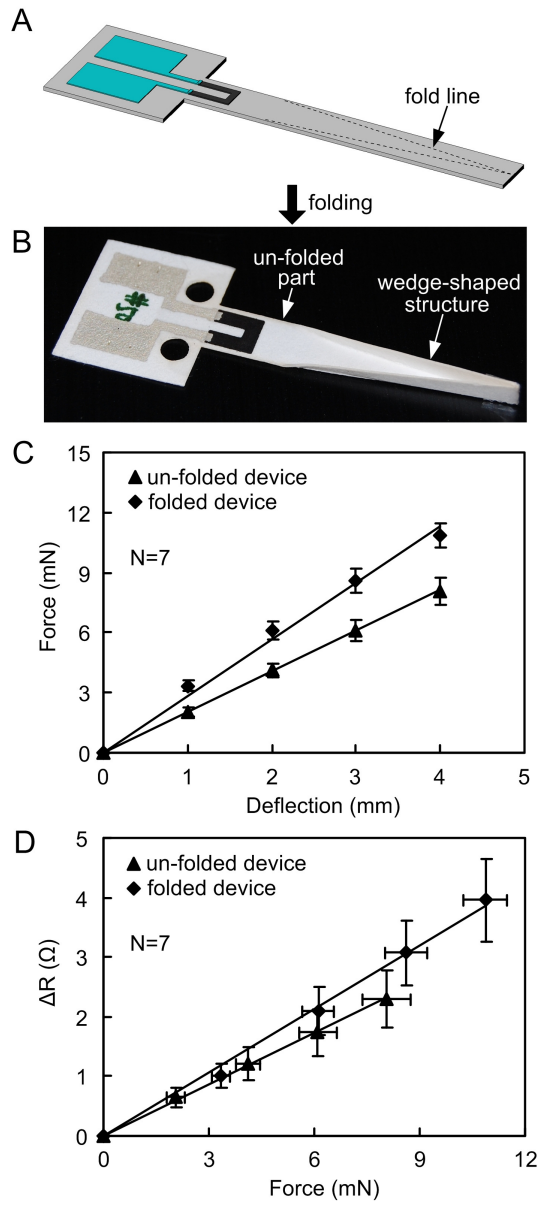 A
fold line
folding
B
un-folded
part
wedge-shaped
structure
C
15
12
9
6
3
0
Force (mN)
un-folded device
folded device
N=7
0 1 2 3 4 5
Deflection (mm)
D
5
4
3
2
1
0
ΔR (Ω)
un-folded device
folded device
N=7
0 3 6 9 12
Force (mN)